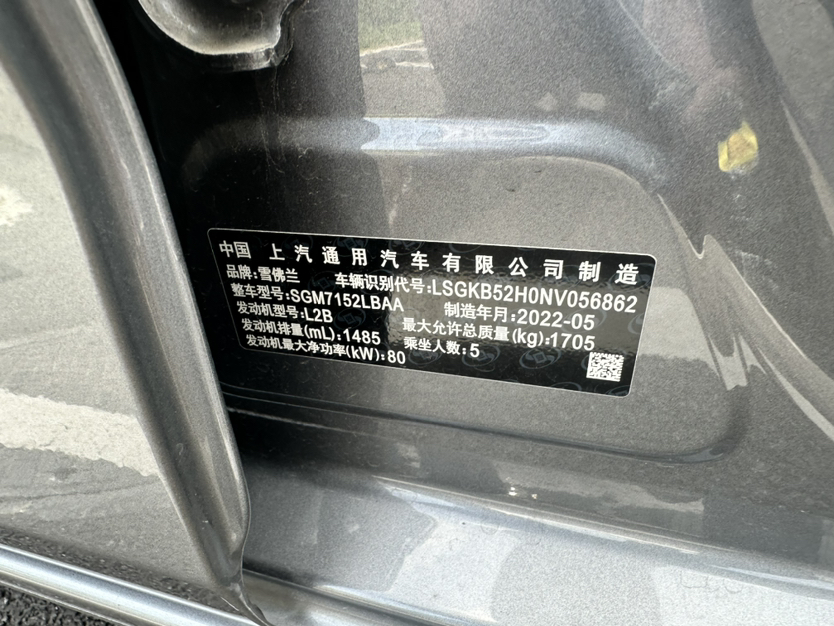 中国 上汽通用汽车有限公司制造
品牌:雪佛兰 车辆识别代号:LSGKB52H0NV056862
整车型号:SGM7152LBAA 制造年月:2022-05
发动机型号:L2B 最大允许总质量(kg):1705
发动机排量(mL):1485 乘坐人数:5
发动机最大净功率(kW):80